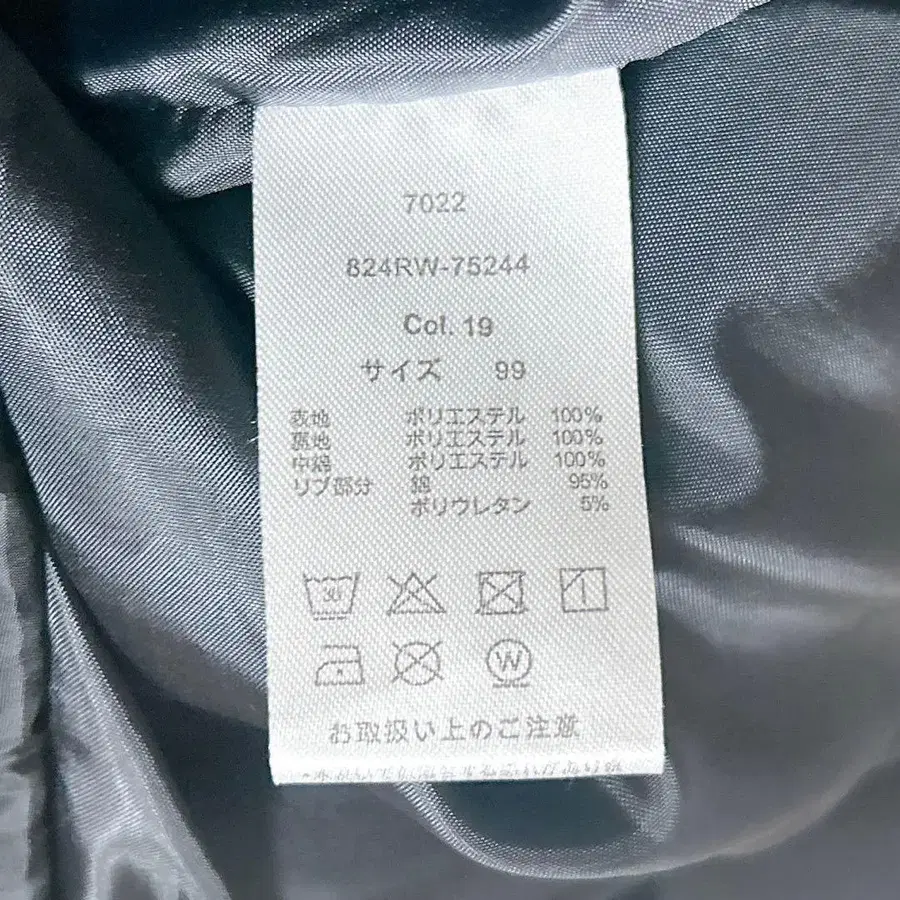 7022
824RW-75244
Col. 19
サイズ 99
表地 ポリエステル 100%
裏地 ポリエステル 100%
中綿 ポリエステル 100%
リブ部分 綿 95%
ポリウレタン 5%
30
W
お取扱い上のご注意